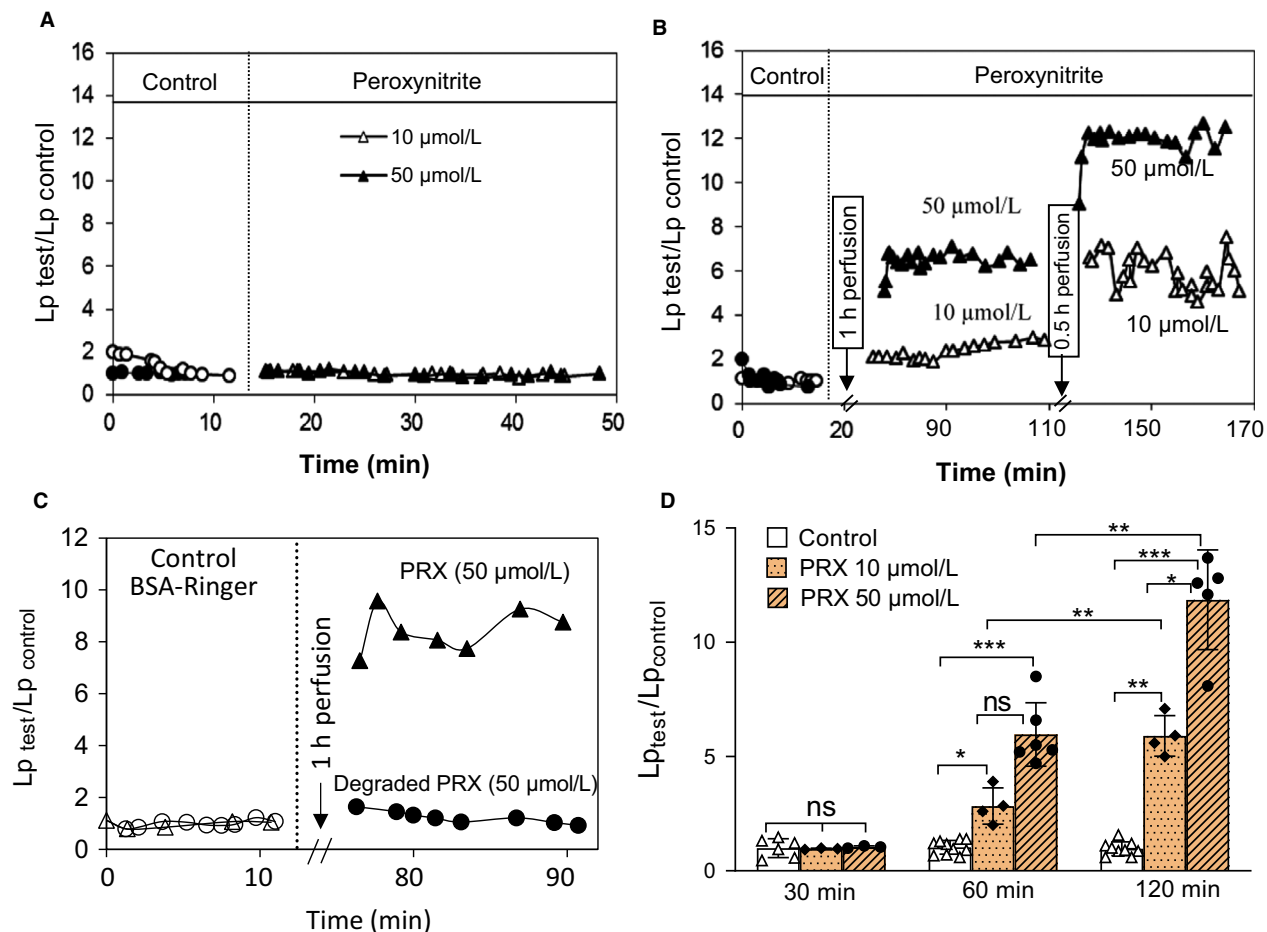 A
16
14
12
10
8
6
4
2
0
Control
Peroxynitrite
10 µmol/L
50 µmol/L
0
10
20
30
40
50
Lp test/Lp control
Time (min)
B
16
14
12
10
8
6
4
2
0
Control
Peroxynitrite
1 h perfusion
50 µmol/L
10 µmol/L
0.5 h perfusion
50 µmol/L
10 µmol/L
0
20
90
110
150
170
Lp test/Lp control
Time (min)
C
12
10
8
6
4
2
0
Control
BSA-Ringer
1 h perfusion
PRX (50 µmol/L)
Degraded PRX (50 µmol/L)
0
10
80
90
Lp test/Lp control
Time (min)
D
15
10
5
0
Control
PRX 10 µmol/L
PRX 50 µmol/L
**
***
*
**
***
ns
**
*
ns
30 min
60 min
120 min
Lptest/Lpcontrol